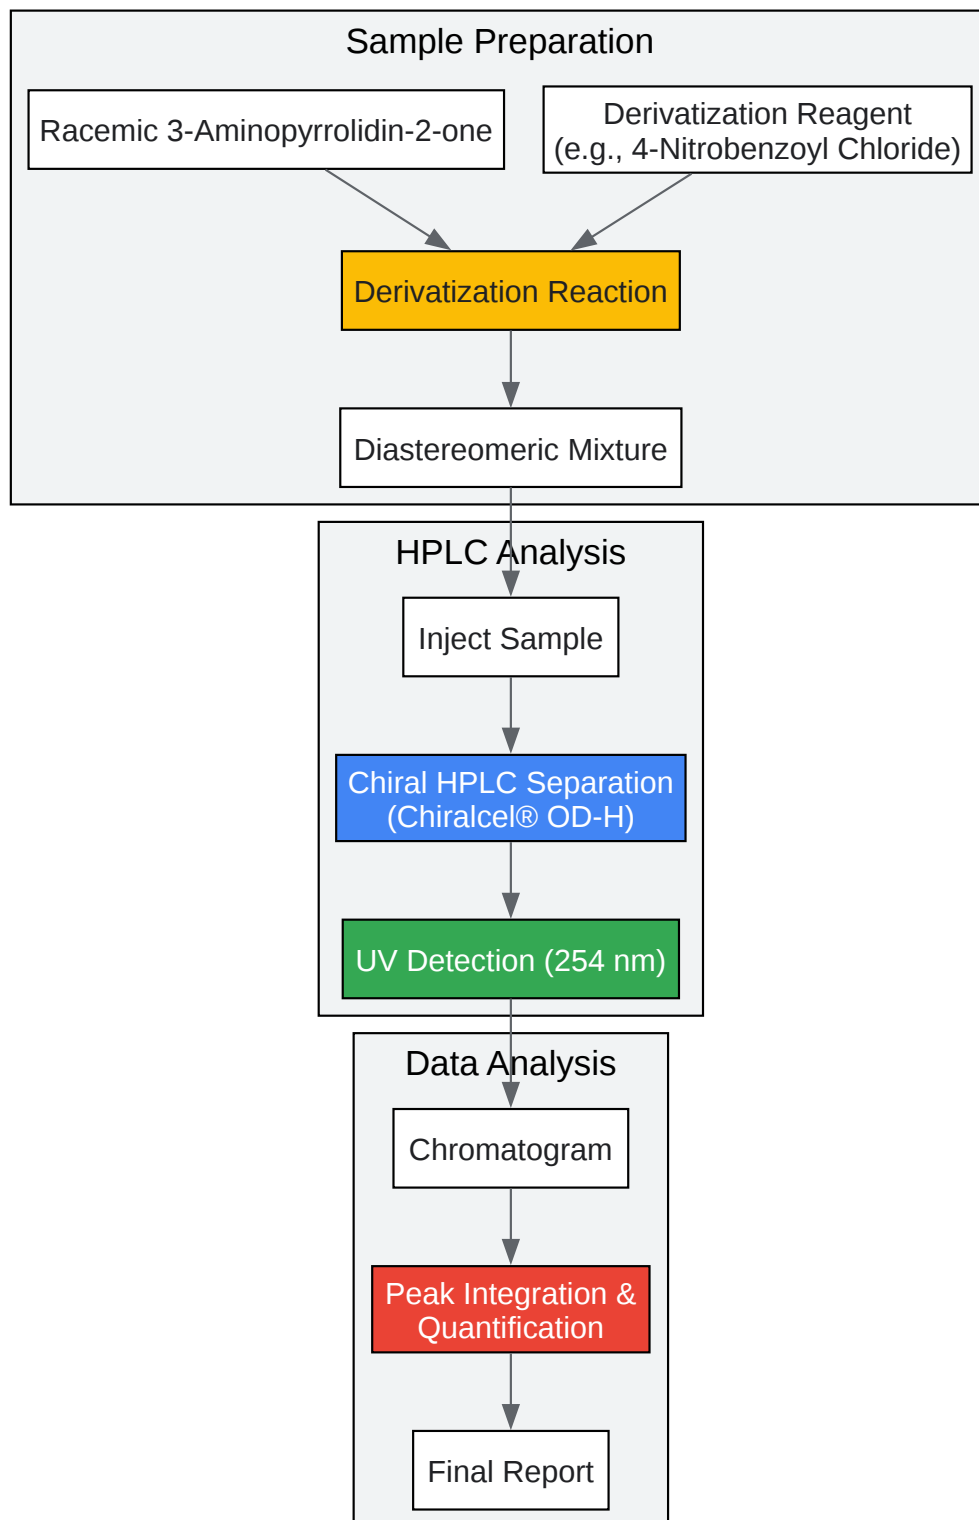 Sample Preparation
Racemic 3-Aminopyrrolidin-2-one
Derivatization Reagent
(e.g., 4-Nitrobenzoyl Chloride)
Derivatization Reaction
Diastereomeric Mixture
HPLC Analysis
Inject Sample
Chiral HPLC Separation
(Chiralcel® OD-H)
UV Detection (254 nm)
Data Analysis
Chromatogram
Peak Integration &
Quantification
Final Report